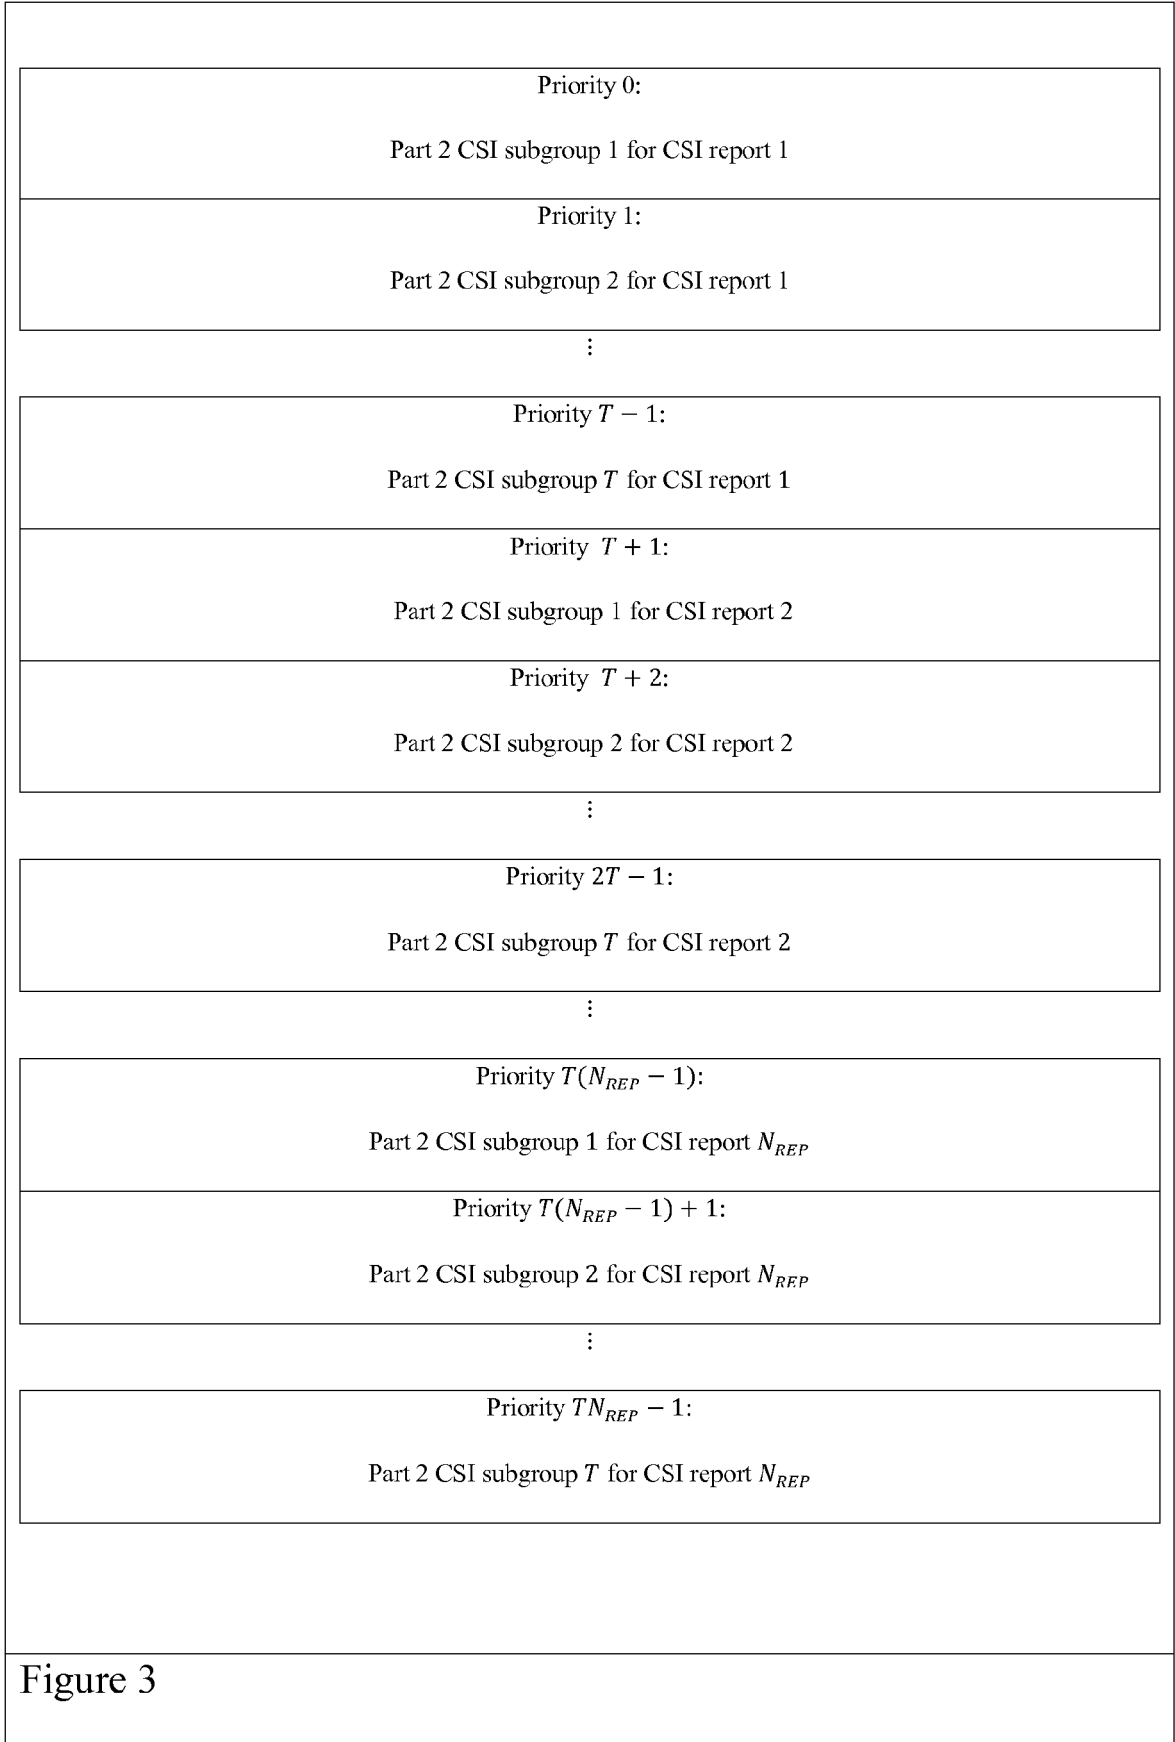 Priority 0:
Part 2 CSI subgroup 1 for CSI report 1
Priority 1:
Part 2 CSI subgroup 2 for CSI report 1
⋮
Priority T − 1:
Part 2 CSI subgroup T for CSI report 1
Priority T + 1:
Part 2 CSI subgroup 1 for CSI report 2
Priority T + 2:
Part 2 CSI subgroup 2 for CSI report 2
⋮
Priority 2T − 1:
Part 2 CSI subgroup T for CSI report 2
⋮
Priority T(N_REP − 1):
Part 2 CSI subgroup 1 for CSI report N_REP
Priority T(N_REP − 1) + 1:
Part 2 CSI subgroup 2 for CSI report N_REP
⋮
Priority TN_REP − 1:
Part 2 CSI subgroup T for CSI report N_REP
Figure 3